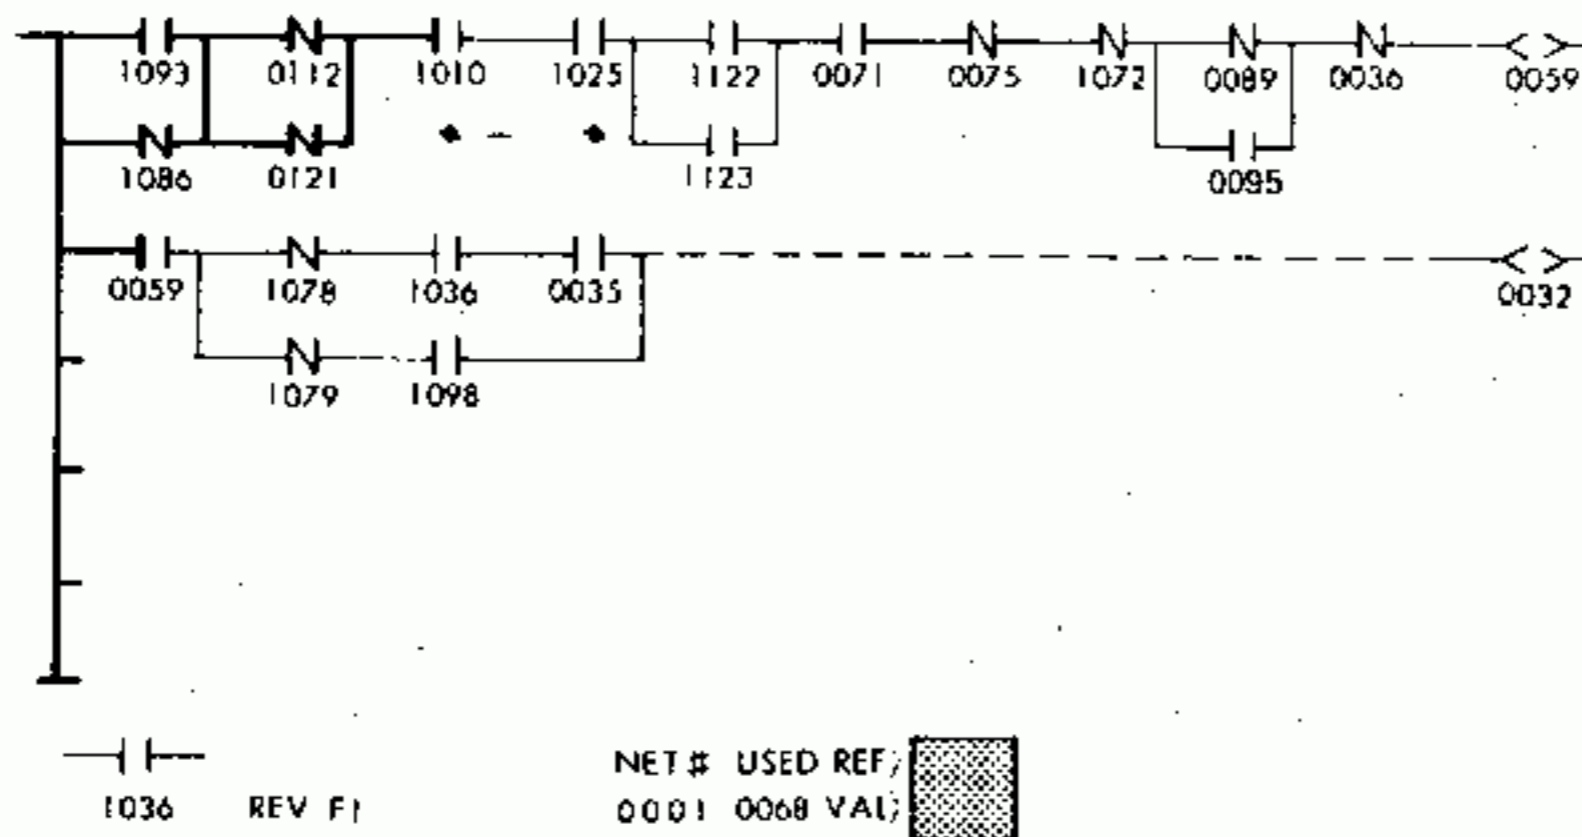 1093 0112 1010 1025 1122 0071 0075 1072 0089 0036 0059
1086 0121 1123 0095
0059 1078 1036 0035 0032
1079 1098
1036 REV F1
NET # USED REF;
0001 0068 VAL;